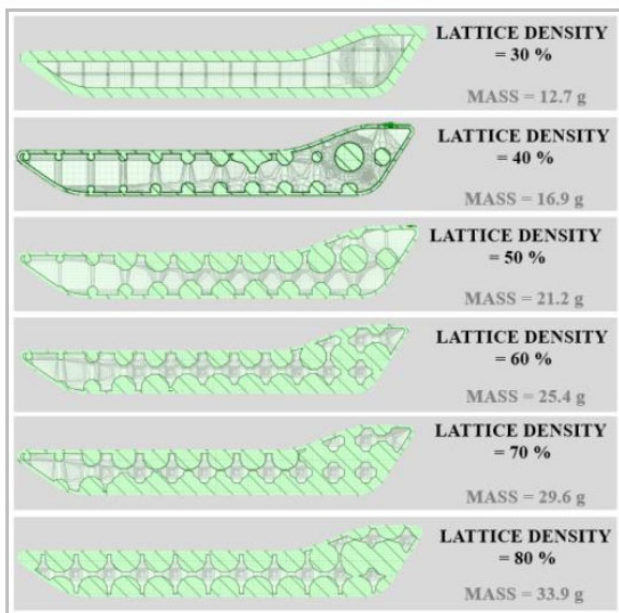 LATTICE DENSITY
= 30 %
MASS = 12.7 g
LATTICE DENSITY
= 40 %
MASS = 16.9 g
LATTICE DENSITY
= 50 %
MASS = 21.2 g
LATTICE DENSITY
= 60 %
MASS = 25.4 g
LATTICE DENSITY
= 70 %
MASS = 29.6 g
LATTICE DENSITY
= 80 %
MASS = 33.9 g